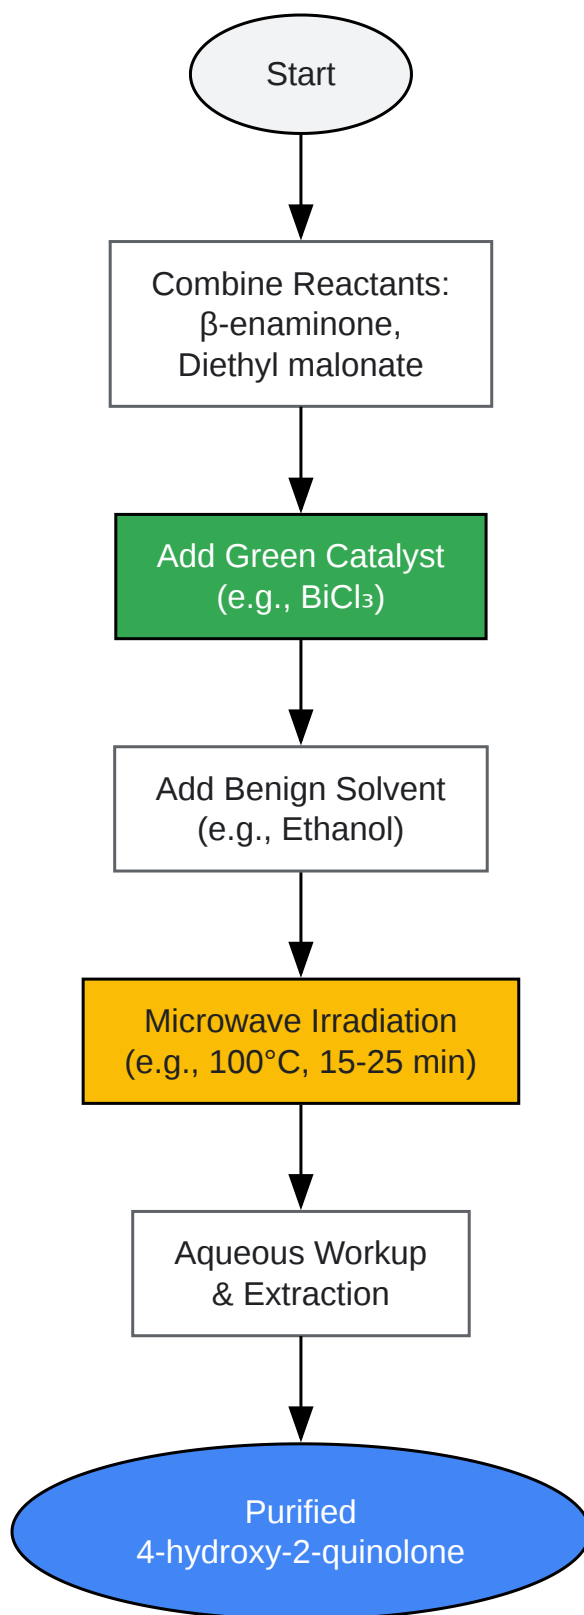 Start
Combine Reactants:
β-enaminone,
Diethyl malonate
Add Green Catalyst
(e.g., BiCl₃)
Add Benign Solvent
(e.g., Ethanol)
Microwave Irradiation
(e.g., 100°C, 15-25 min)
Aqueous Workup
& Extraction
Purified
4-hydroxy-2-quinolone